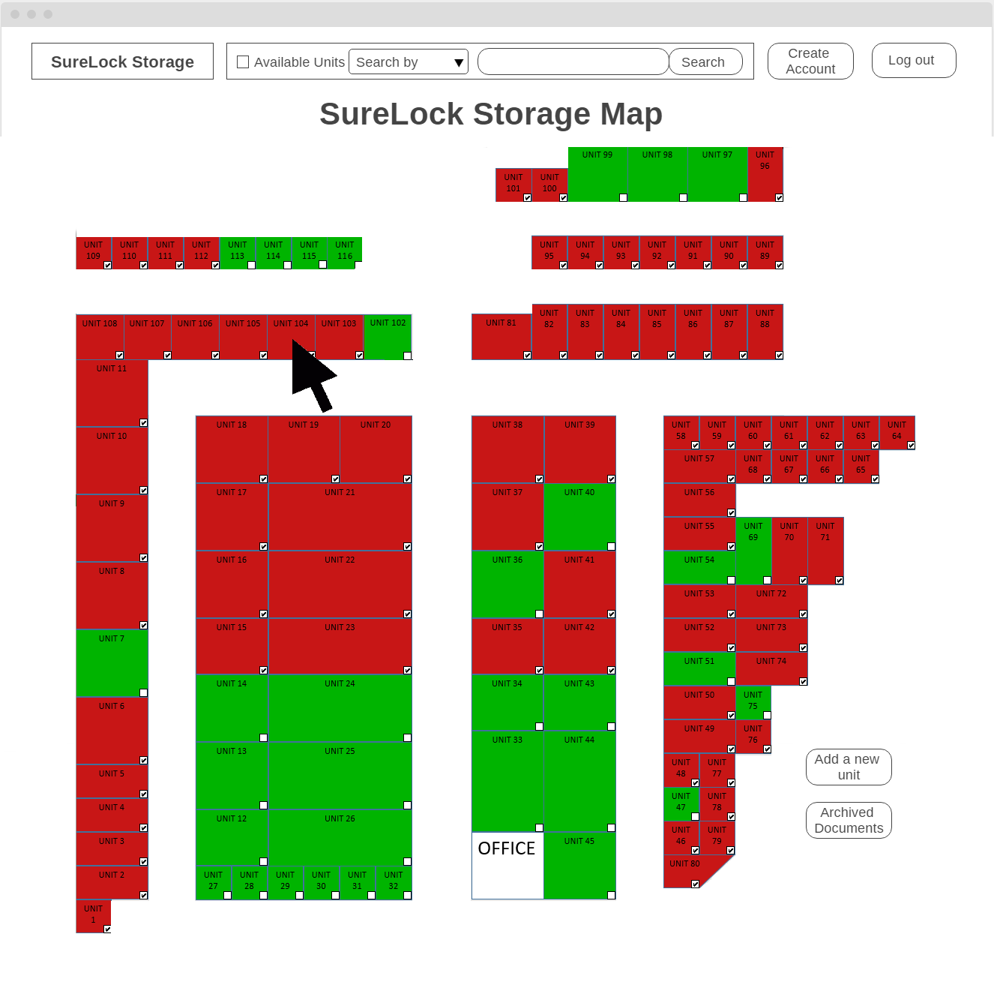 SureLock Storage
Available Units
Search by
Search
Create
Account
Log out
SureLock Storage Map
UNIT 99 UNIT 98 UNIT 97 UNIT
96
UNIT UNIT
101 100
UNIT UNIT UNIT UNIT UNIT UNIT UNIT UNIT
109 110 111 112 113 114 115 116
UNIT UNIT UNIT UNIT UNIT UNIT UNIT
95 94 93 92 91 90 89
UNIT 108 UNIT 107 UNIT 106 UNIT 105 UNIT 104 UNIT 103 UNIT 102
UNIT 81 UNIT UNIT UNIT UNIT UNIT UNIT UNIT
82 83 84 85 86 87 88
UNIT 11
UNIT 10
UNIT 9
UNIT 8
UNIT 7
UNIT 6
UNIT 5
UNIT 4
UNIT 3
UNIT 2
UNIT
1
UNIT 18 UNIT 19 UNIT 20
UNIT 17 UNIT 21
UNIT 16 UNIT 22
UNIT 15 UNIT 23
UNIT 14 UNIT 24
UNIT 13 UNIT 25
UNIT 12 UNIT 26
UNIT UNIT UNIT UNIT UNIT UNIT
27 28 29 30 31 32
UNIT 38 UNIT 39
UNIT 37 UNIT 40
UNIT 36 UNIT 41
UNIT 35 UNIT 42
UNIT 34 UNIT 43
UNIT 33 UNIT 44
OFFICE UNIT 45
UNIT UNIT UNIT UNIT UNIT UNIT UNIT
58 59 60 61 62 63 64
UNIT 57 UNIT UNIT UNIT UNIT
68 67 66 65
UNIT 56
UNIT 55 UNIT UNIT UNIT
69 70 71
UNIT 54
UNIT 53 UNIT 72
UNIT 52 UNIT 73
UNIT 51 UNIT 74
UNIT 50 UNIT
75
UNIT 49 UNIT
76
UNIT UNIT
48 77
UNIT UNIT
47 78
UNIT UNIT
46 79
UNIT 80
Add a new
unit
Archived
Documents